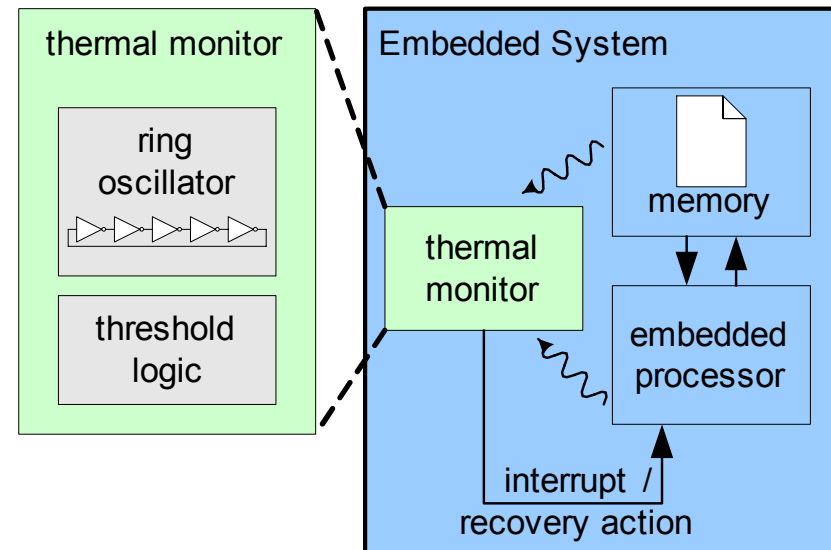 thermal monitor
ring
oscillator
threshold
logic
Embedded System
memory
thermal
monitor
embedded
processor
interrupt /
recovery action